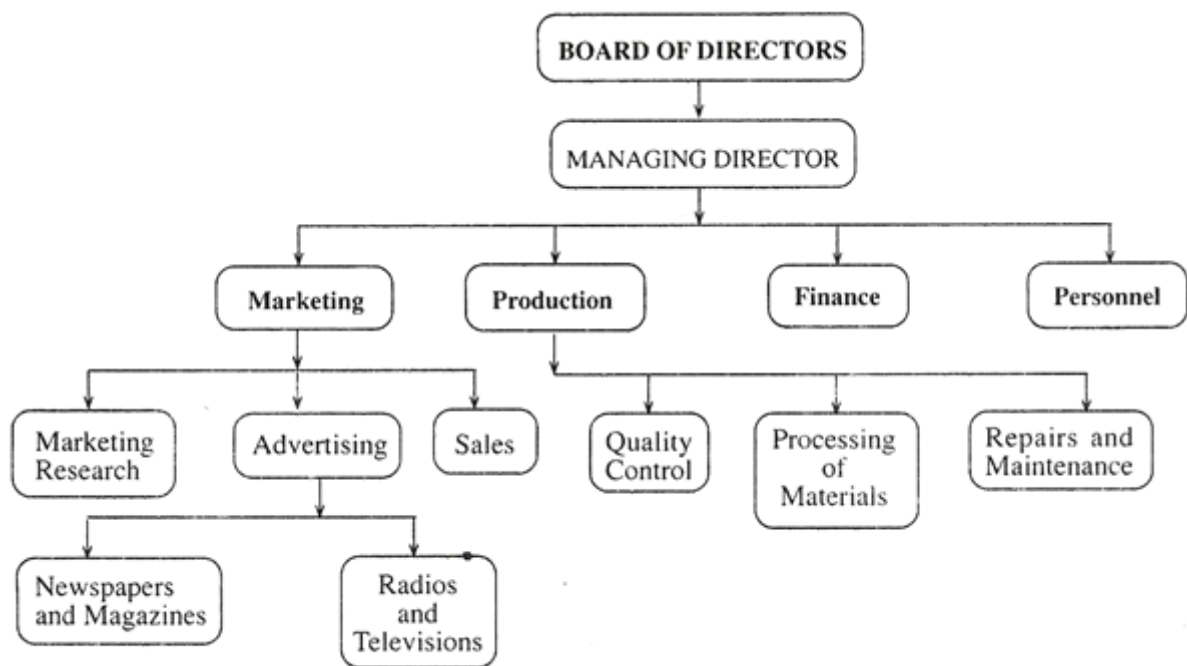 BOARD OF DIRECTORS
MANAGING DIRECTOR
Marketing
Production
Finance
Personnel
Marketing
Research
Advertising
Sales
Quality
Control
Processing
of
Materials
Repairs and
Maintenance
Newspapers
and Magazines
Radios
and
Televisions